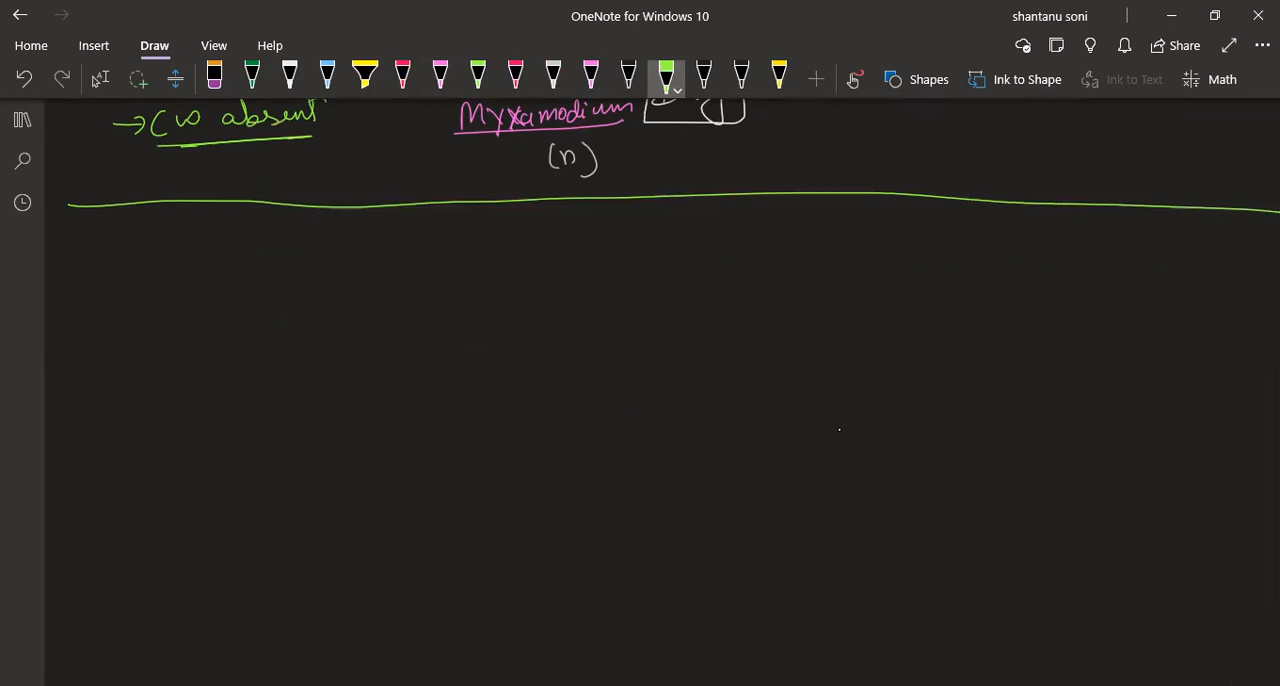 OneNote for Windows 10
shantanu soni
Home Insert Draw View Help
Share
Shapes
Ink to Shape
Ink to Text
Math
→ CW absent
Myxamodium
(n)